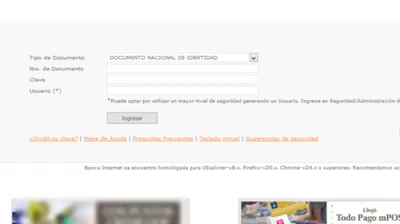 Tipo de Documento DOCUMENTO NACIONAL DE IDENTIDAD
Nro. de Documento
Clave
Usuario (*)
*Puede optar por utilizar un mayor nivel de seguridad generando un Usuario. Ingrese en Seguridad/Administración d
Ingresar
¿Olvidó su clave? | Mesa de Ayuda | Preguntas Frecuentes | Teclado virtual | Sugerencias de seguridad
Banca Internet se encuentra homologada para IExplorer-v8.0, Firefox-v20.0, Chrome-v24.0 o superiores. Recomendamos ac
Llegó
Todo Pago mPOS